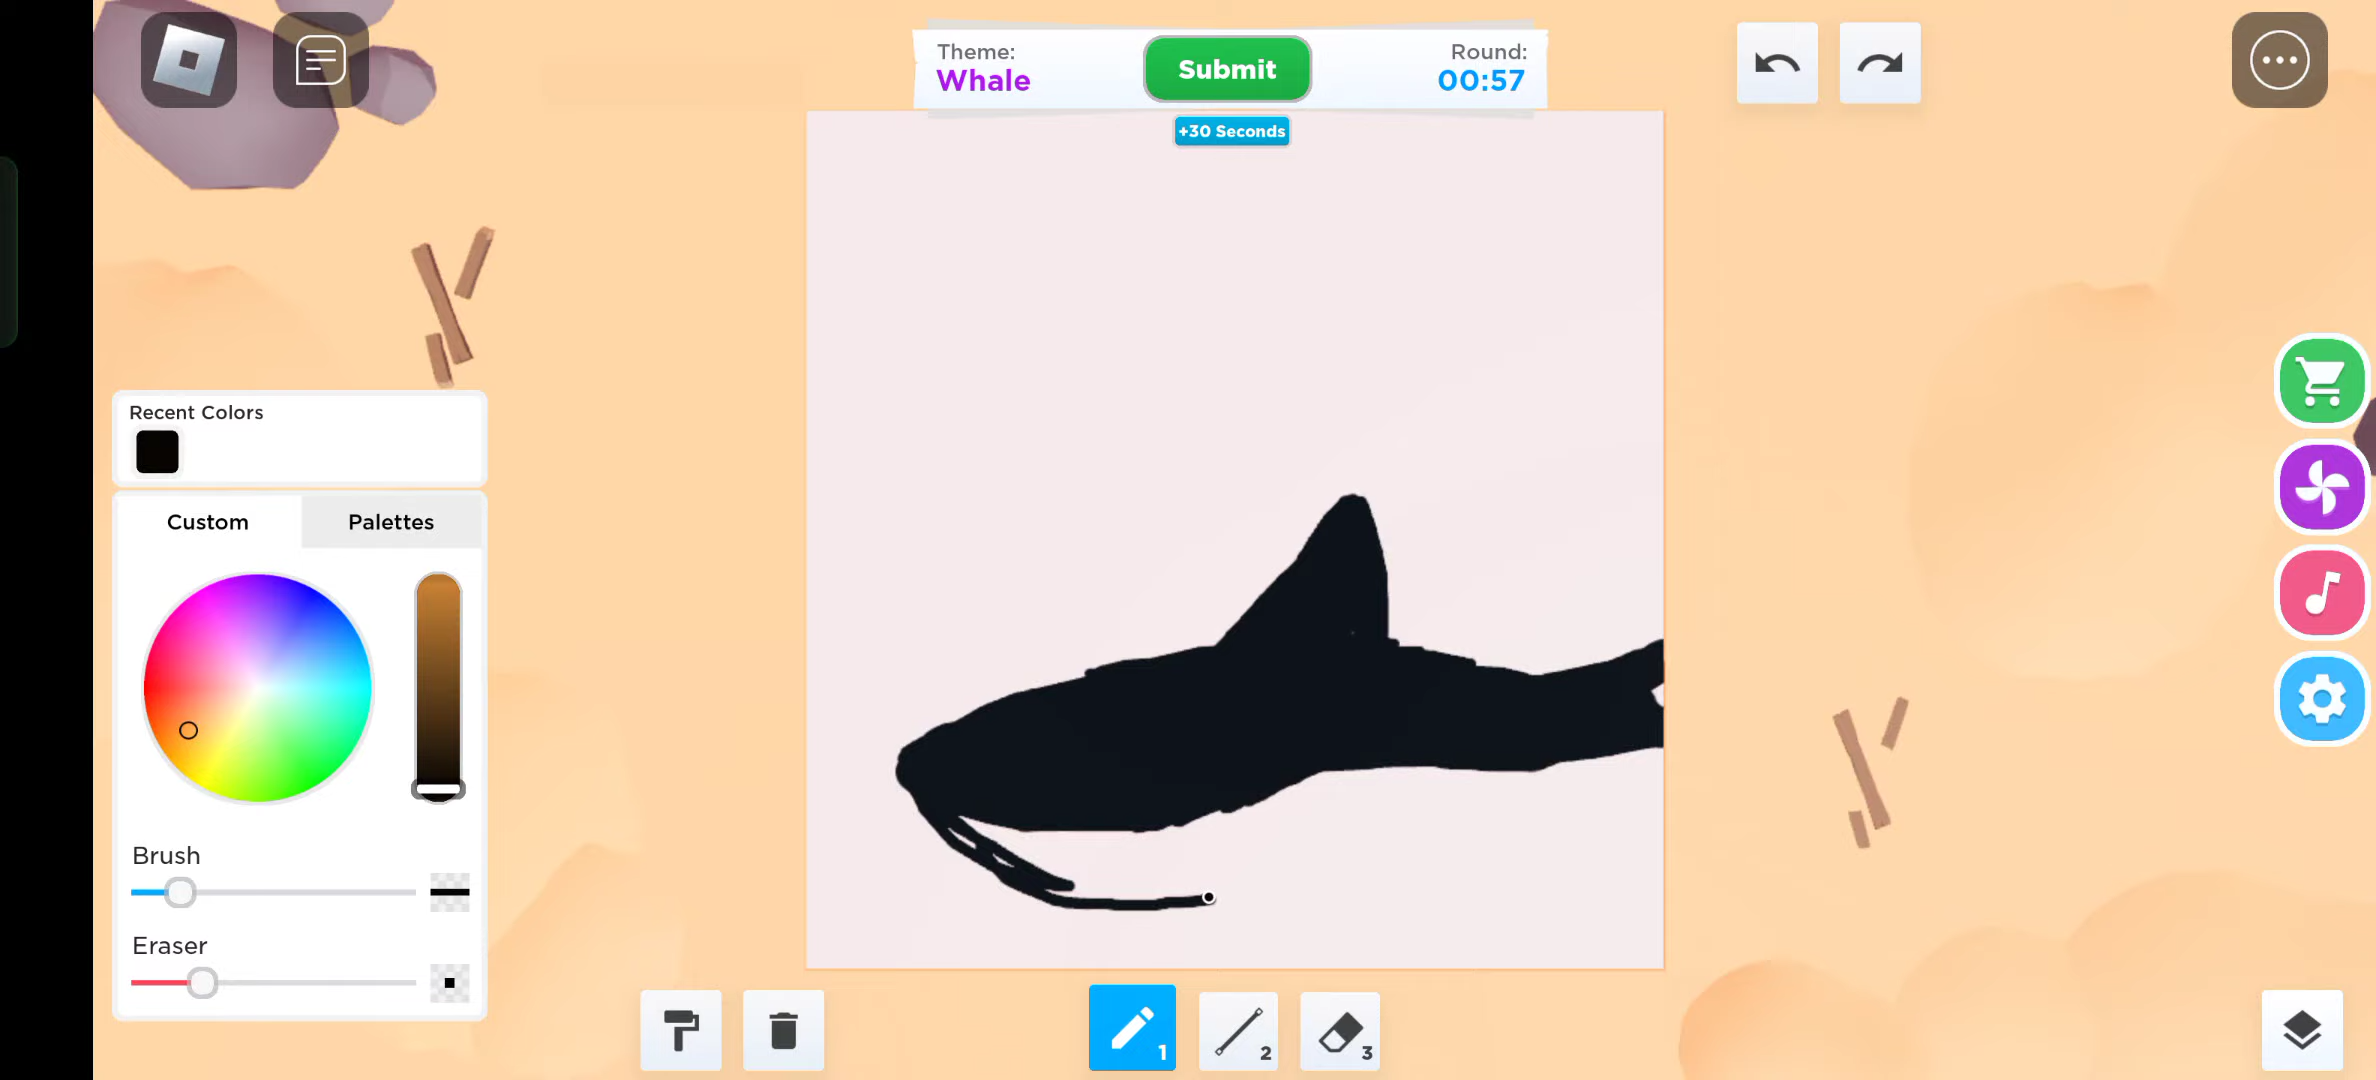 Theme:
Whale
Submit
Round:
00:57
+30 Seconds
Recent Colors
Custom
Palettes
Brush
Eraser
1
2
3